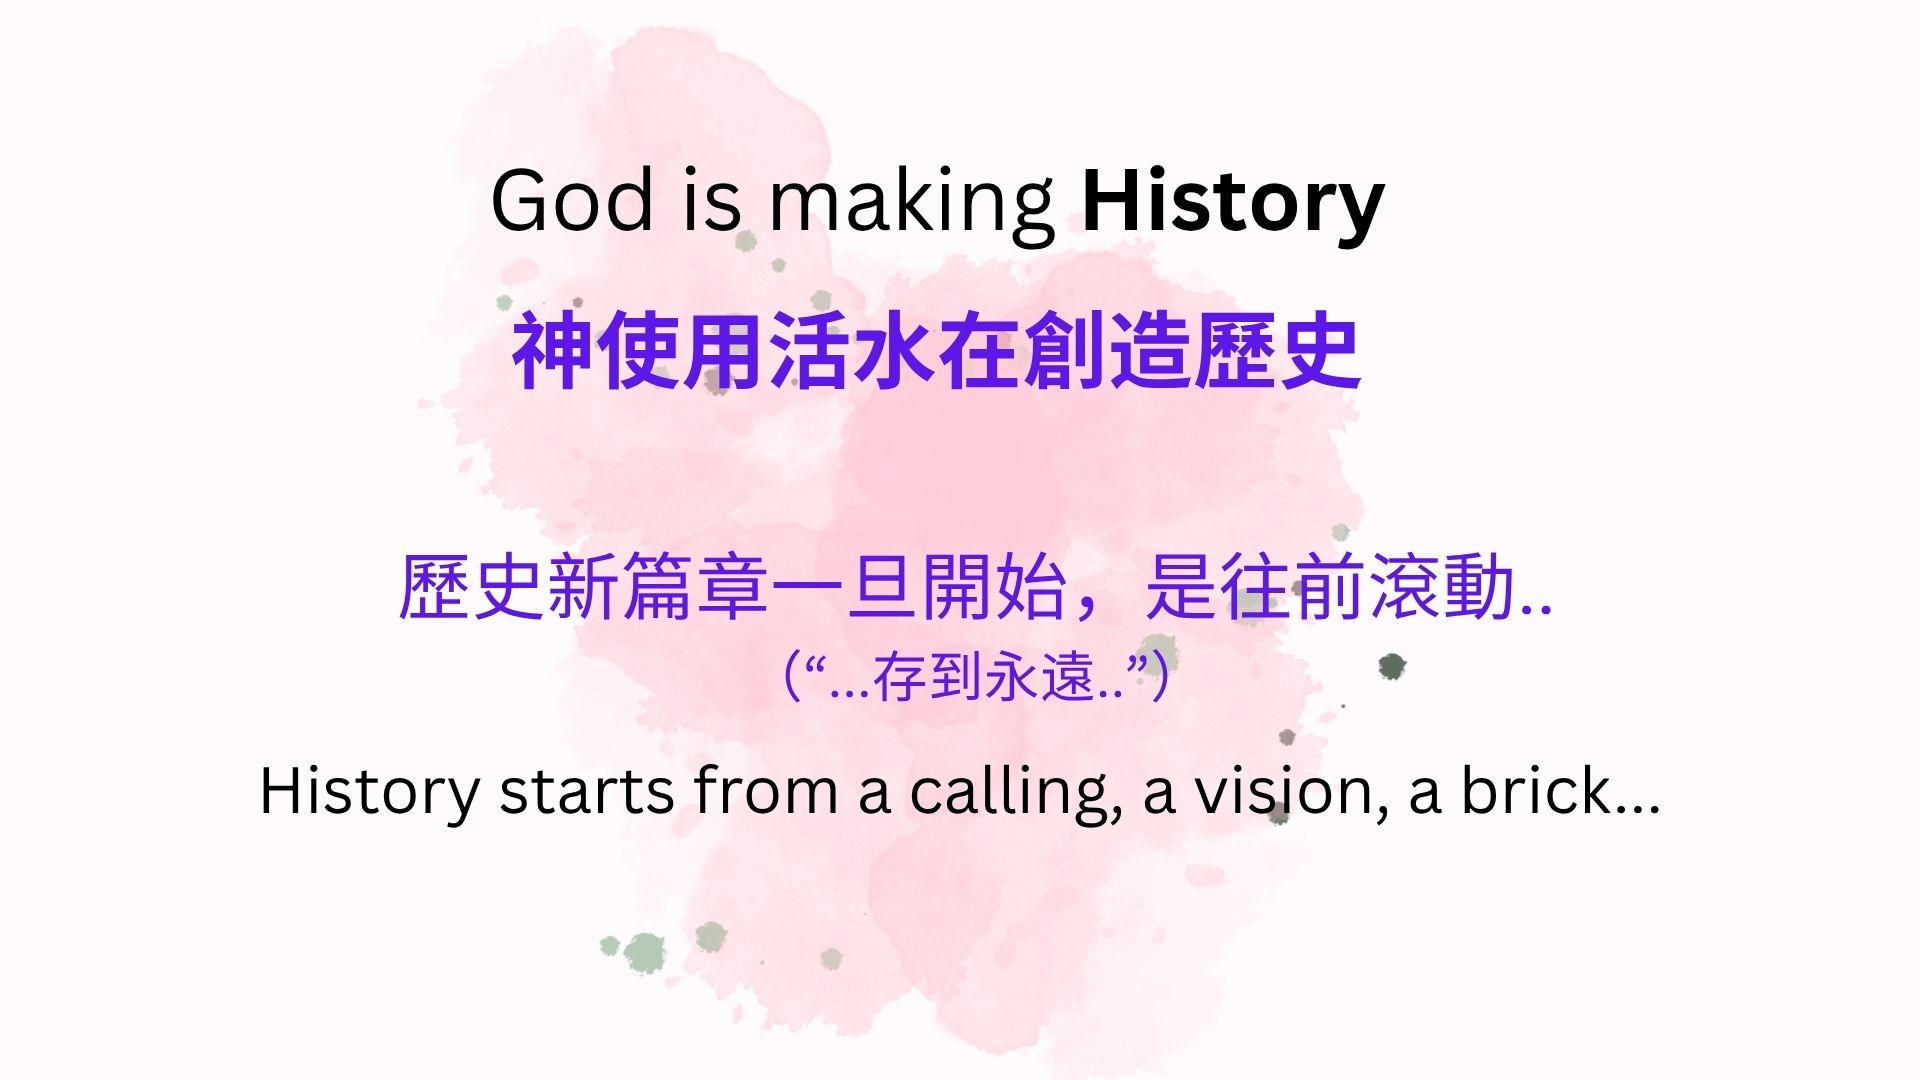 God is making History
神使用活水在創造歷史
歷史新篇章一旦開始，是往前滾動..
（“...存到永遠..”）
History starts from a calling, a vision, a brick...